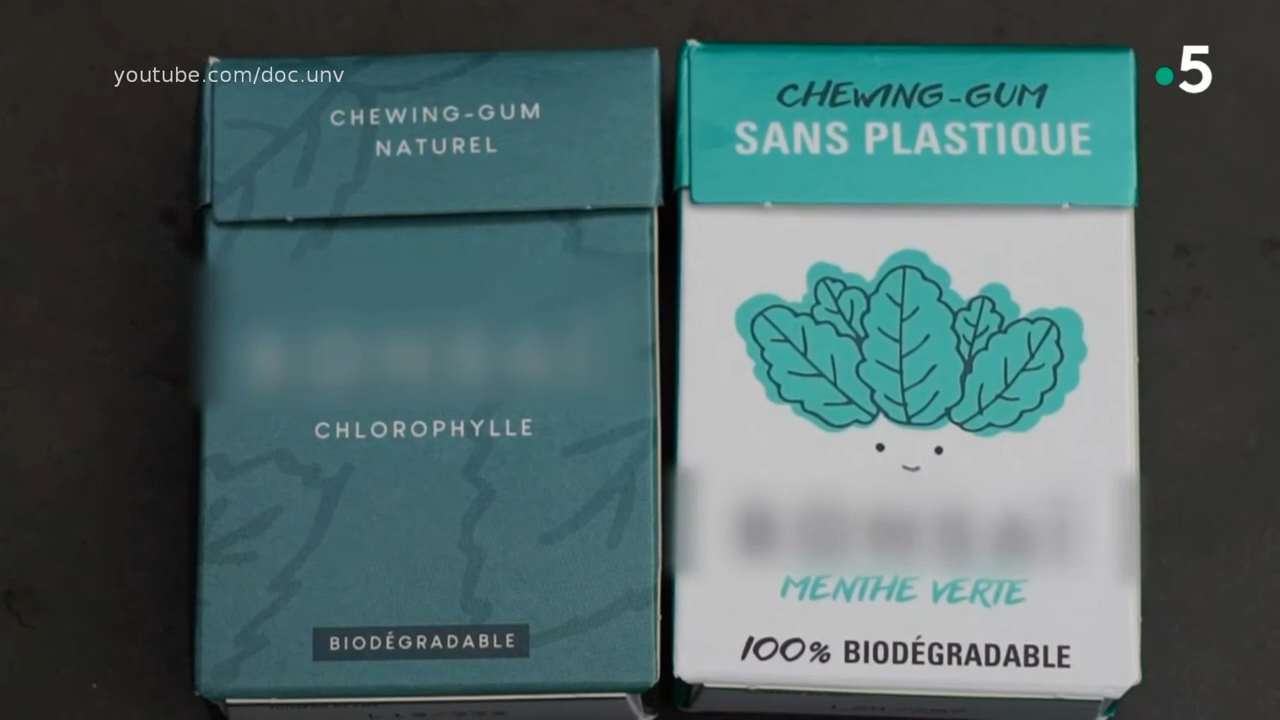 youtube.com/doc.unv
5
CHEWING-GUM
NATUREL
CHLOROPHYLLE
BIODÉGRADABLE
CHEWING-GUM
SANS PLASTIQUE
MENTHE VERTE
100% BIODÉGRADABLE